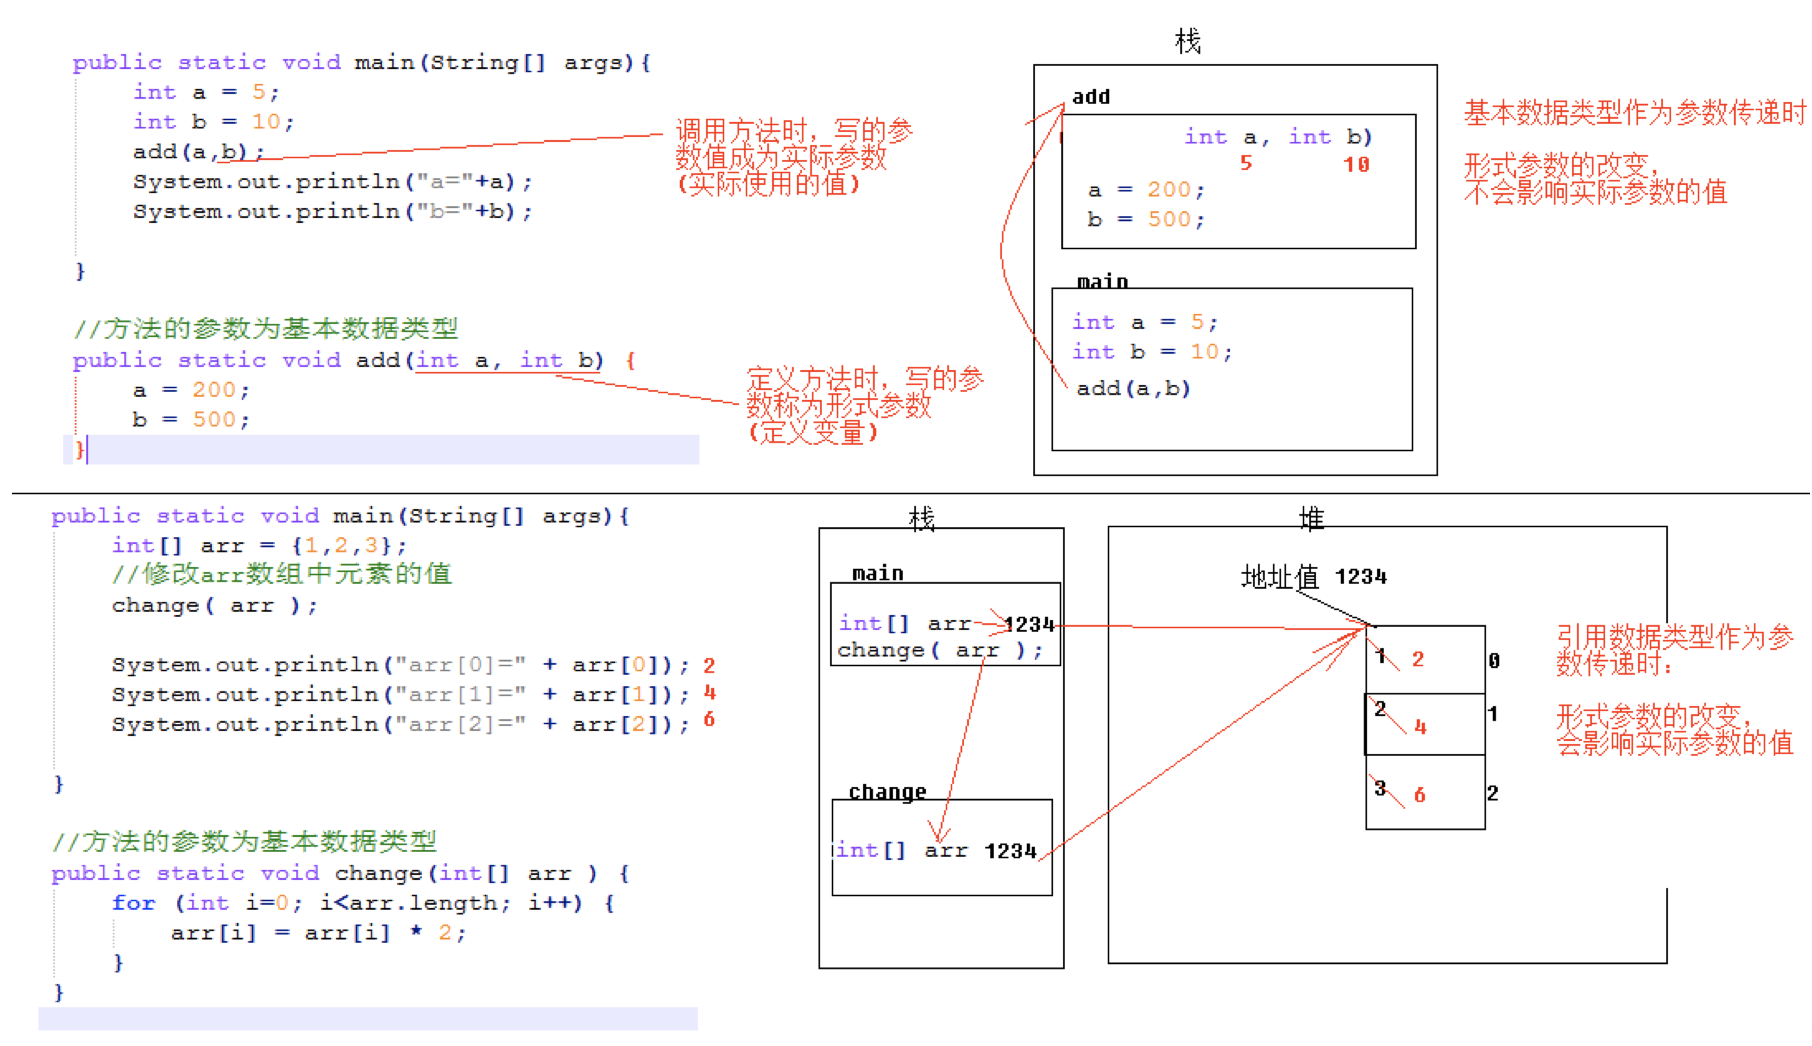 public static void main(String[] args){
int a = 5;
int b = 10;
add(a,b);
System.out.println("a="+a);
System.out.println("b="+b);
}
//方法的参数为基本数据类型
public static void add(int a, int b) {
a = 200;
b = 500;
}
调用方法时，写的参
数值成为实际参数
(实际使用的值)
定义方法时，写的参
数称为形式参数
(定义变量)
栈
add
int a, int b)
5 10
a = 200;
b = 500;
main
int a = 5;
int b = 10;
add(a,b)
基本数据类型作为参数传递时
形式参数的改变，
不会影响实际参数的值
public static void main(String[] args){
int[] arr = {1,2,3};
//修改arr数组中元素的值
change( arr );
System.out.println("arr[0]=" + arr[0]); 2
System.out.println("arr[1]=" + arr[1]); 4
System.out.println("arr[2]=" + arr[2]); 6
}
//方法的参数为基本数据类型
public static void change(int[] arr ) {
for (int i=0; i<arr.length; i++) {
arr[i] = arr[i] * 2;
}
}
栈
main
int[] arr 1234
change( arr );
change
int[] arr 1234
堆
地址值 1234
1 2 0
2 4 1
3 6 2
引用数据类型作为参
数传递时：
形式参数的改变，
会影响实际参数的值